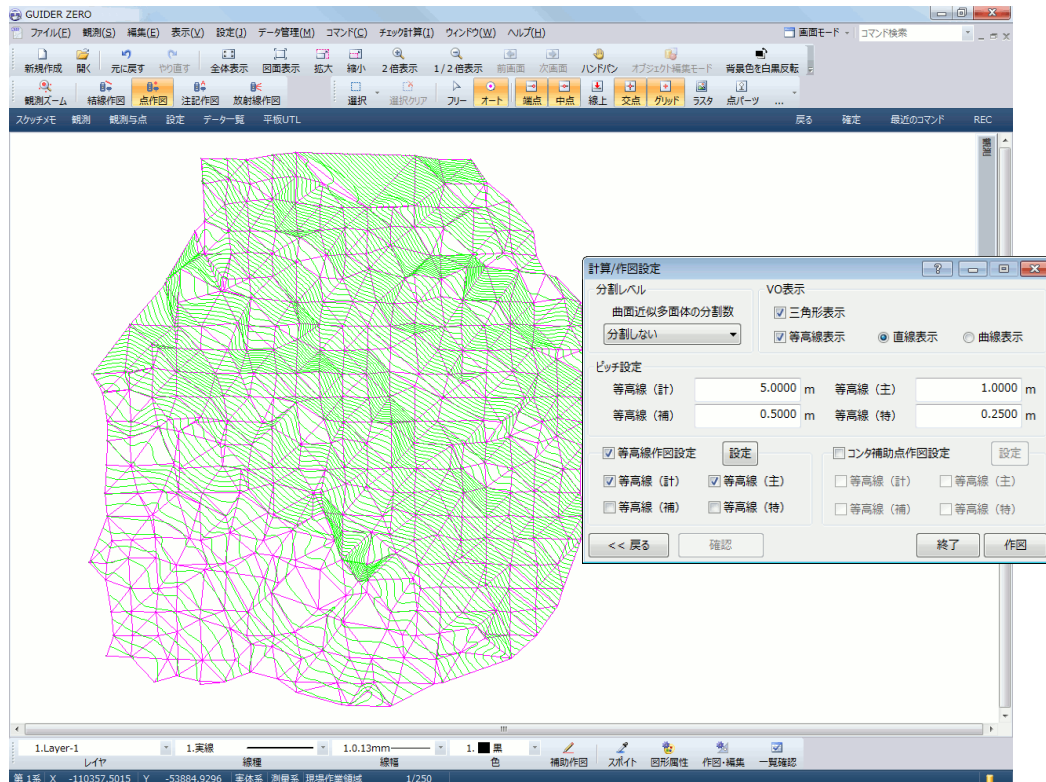 GUIDER ZERO
ファイル(F) 観測(S) 編集(E) 表示(V) 設定(J) データ管理(M) コマンド(C) チェック計算(I) ウィンドウ(W) ヘルプ(H) 画面モード コマンド検索
新規作成 開く 元に戻す やり直す 全体表示 図面表示 拡大 縮小 2倍表示 1/2倍表示 前画面 次画面 ハンドパン オブジェクト編集モード 背景色を白黒反転
観測ズーム 結線作図 点作図 注記作図 放射線作図 選択 選択クリア フリー オート 端点 中点 線上 交点 グリッド ラスタ 点パーツ ...
スケッチメモ 観測 観測与点 設定 データ一覧 平板UTL 戻る 確定 最近のコマンド REC
計算/作図設定
分割レベル VO表示
曲面近似多面体の分割数 三角形表示
分割しない 等高線表示 直線表示 曲線表示
ピッチ設定
等高線（計） 5.0000 m 等高線（主） 1.0000 m
等高線（補） 0.5000 m 等高線（特） 0.2500 m
等高線作図設定 設定 コンタ補助点作図設定 設定
等高線（計） 等高線（主） 等高線（計） 等高線（主）
等高線（補） 等高線（特） 等高線（補） 等高線（特）
<< 戻る 確認 終了 作図
1.Layer-1 1.実線 1.0.13mm 1. 黒
レイヤ 線種 線幅 色 補助作図 スポイト 図形属性 作図・編集 一覧確認
第 1系 X -110357.5015 Y -53884.9296 実体系 測量系 現場作業領域 1/250